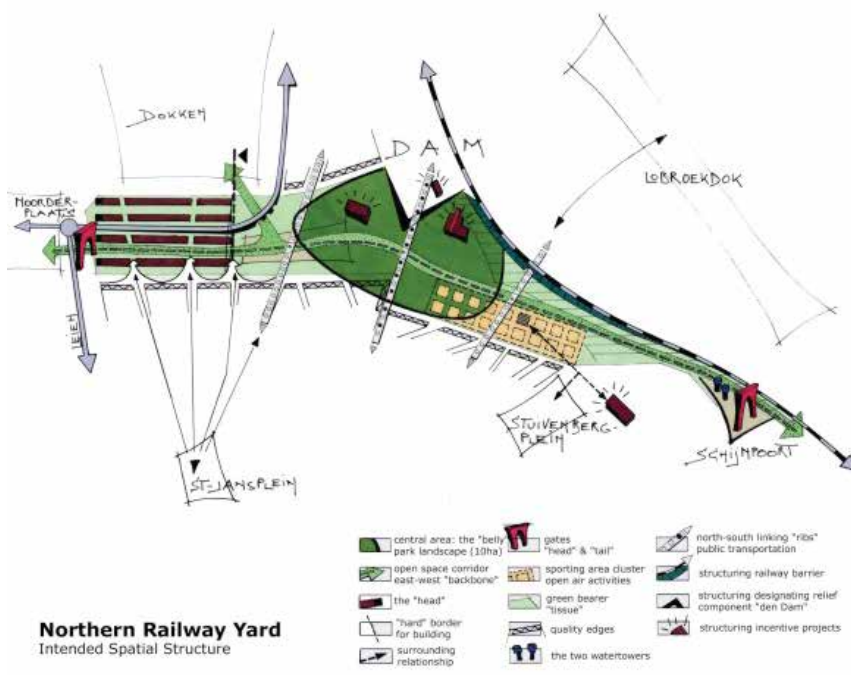 DOKKEN
D A M
LOBROEKDOK
NOORDER-
PLAATS
LEIEN
STUIVENBERG-
PLEIN
SCHIJNPOORT
ST-JANSPLEIN
central area: the "belly
park landscape (10ha)
open space corridor
east-west "backbone"
the "head"
"hard" border
for building
surrounding
relationship
gates
"head" & "tail"
sporting area cluster
open air activities
green bearer
"tissue"
quality edges
the two watertowers
north-south linking "ribs"
public transportation
structuring railway barrier
structuring designating relief
component "den Dam"
structuring incentive projects
Northern Railway Yard
Intended Spatial Structure